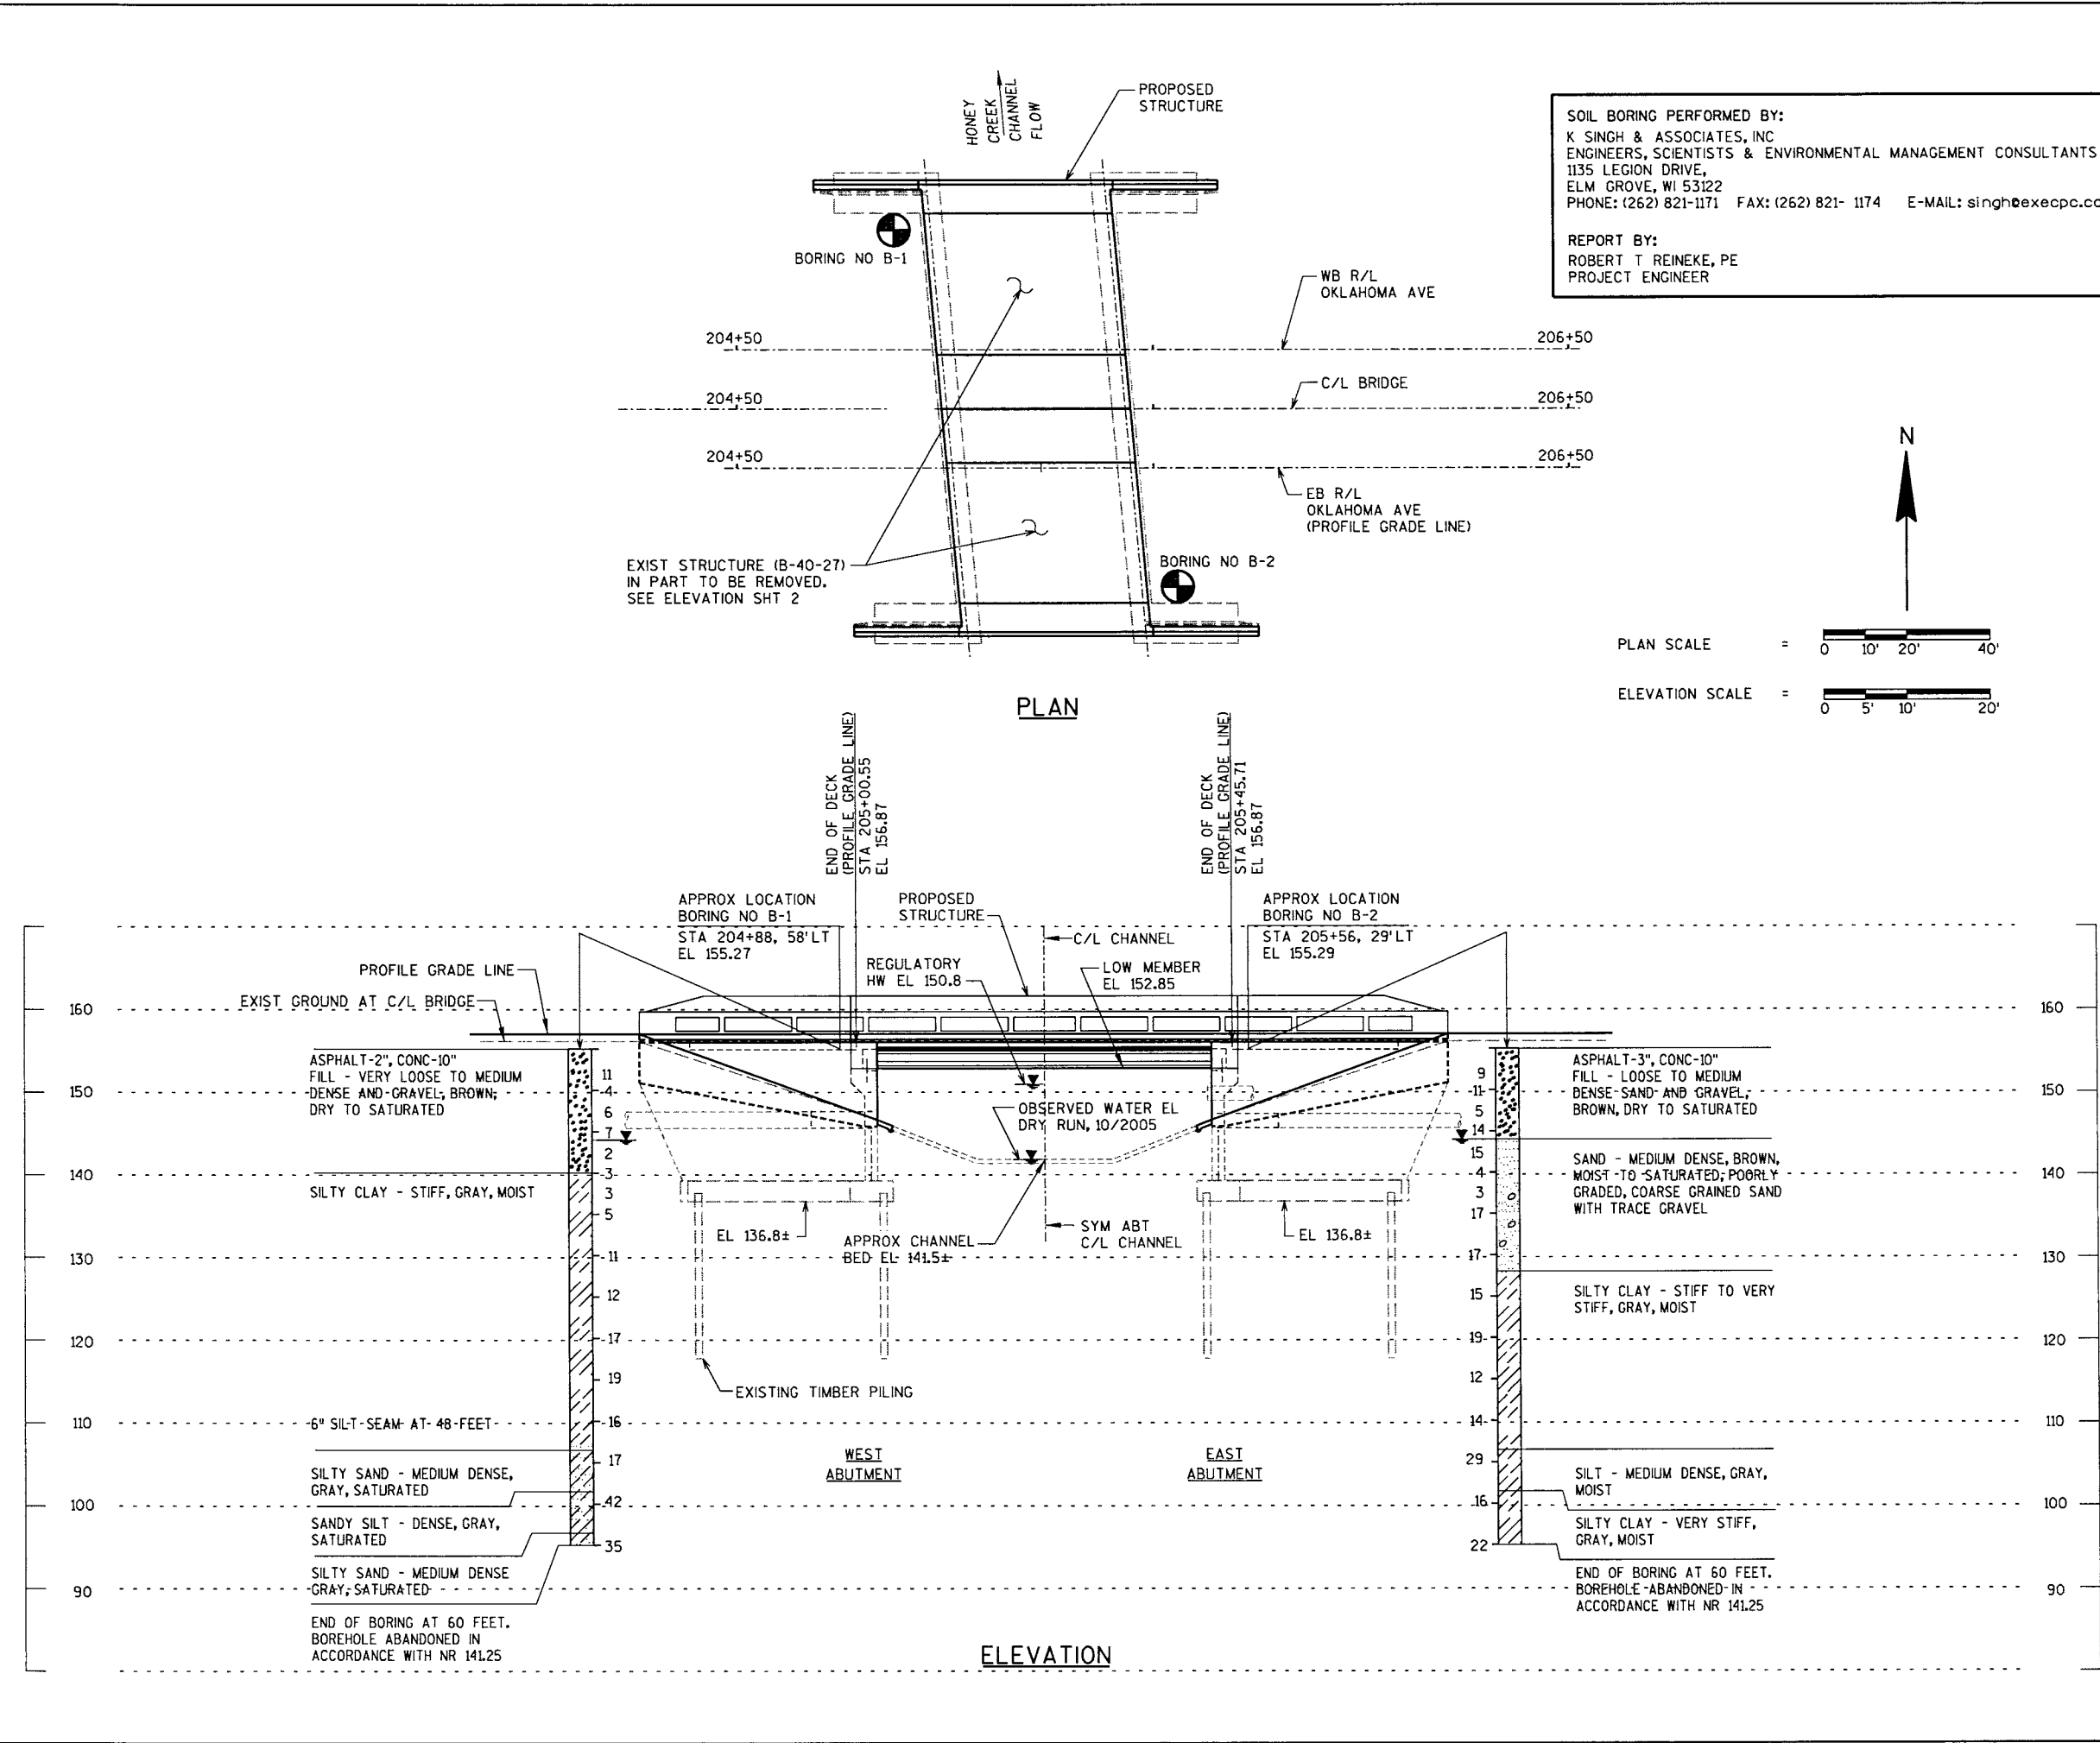 HONEY
CREEK
CHANNEL
FLOW
PROPOSED
STRUCTURE
SOIL BORING PERFORMED BY:
K SINGH & ASSOCIATES, INC
ENGINEERS, SCIENTISTS & ENVIRONMENTAL MANAGEMENT CONSULTANTS
1135 LEGION DRIVE,
ELM GROVE, WI 53122
PHONE: (262) 821-1171 FAX: (262) 821- 1174 E-MAIL: singh@execpc.co
REPORT BY:
ROBERT T REINEKE, PE
PROJECT ENGINEER
BORING NO B-1
WB R/L
OKLAHOMA AVE
204+50
206+50
C/L BRIDGE
204+50
206+50
204+50
206+50
EB R/L
OKLAHOMA AVE
(PROFILE GRADE LINE)
EXIST STRUCTURE (B-40-27)
IN PART TO BE REMOVED.
SEE ELEVATION SHT 2
BORING NO B-2
N
PLAN SCALE =
0 10' 20' 40'
ELEVATION SCALE =
0 5' 10' 20'
PLAN
END OF DECK
(PROFILE GRADE LINE)
STA 205+00.55
EL 156.87
END OF DECK
(PROFILE GRADE LINE)
STA 205+45.71
EL 156.87
APPROX LOCATION
BORING NO B-1
STA 204+88, 58'LT
EL 155.27
PROPOSED
STRUCTURE
C/L CHANNEL
APPROX LOCATION
BORING NO B-2
STA 205+56, 29'LT
EL 155.29
REGULATORY
HW EL 150.8
LOW MEMBER
EL 152.85
PROFILE GRADE LINE
EXIST GROUND AT C/L BRIDGE
160
150
140
130
120
110
100
90
ASPHALT-2", CONC-10"
FILL - VERY LOOSE TO MEDIUM
DENSE AND GRAVEL, BROWN,
DRY TO SATURATED
SILTY CLAY - STIFF, GRAY, MOIST
6" SILT SEAM AT 48 FEET
SILTY SAND - MEDIUM DENSE,
GRAY, SATURATED
SANDY SILT - DENSE, GRAY,
SATURATED
SILTY SAND - MEDIUM DENSE
GRAY, SATURATED
END OF BORING AT 60 FEET.
BOREHOLE ABANDONED IN
ACCORDANCE WITH NR 141.25
11
4
6
7
2
3
3
5
11
12
17
19
16
17
42
35
OBSERVED WATER EL
DRY RUN, 10/2005
EL 136.8±
APPROX CHANNEL
BED EL 141.5±
SYM ABT
C/L CHANNEL
EL 136.8±
EXISTING TIMBER PILING
WEST
ABUTMENT
EAST
ABUTMENT
9
11
5
14
15
4
3
17
17
15
19
12
14
29
16
22
ASPHALT-3", CONC-10"
FILL - LOOSE TO MEDIUM
DENSE SAND AND GRAVEL,
BROWN, DRY TO SATURATED
SAND - MEDIUM DENSE, BROWN,
MOIST TO SATURATED, POORLY
GRADED, COARSE GRAINED SAND
WITH TRACE GRAVEL
SILTY CLAY - STIFF TO VERY
STIFF, GRAY, MOIST
SILT - MEDIUM DENSE, GRAY,
MOIST
SILTY CLAY - VERY STIFF,
GRAY, MOIST
END OF BORING AT 60 FEET.
BOREHOLE ABANDONED IN
ACCORDANCE WITH NR 141.25
160
150
140
130
120
110
100
90
ELEVATION